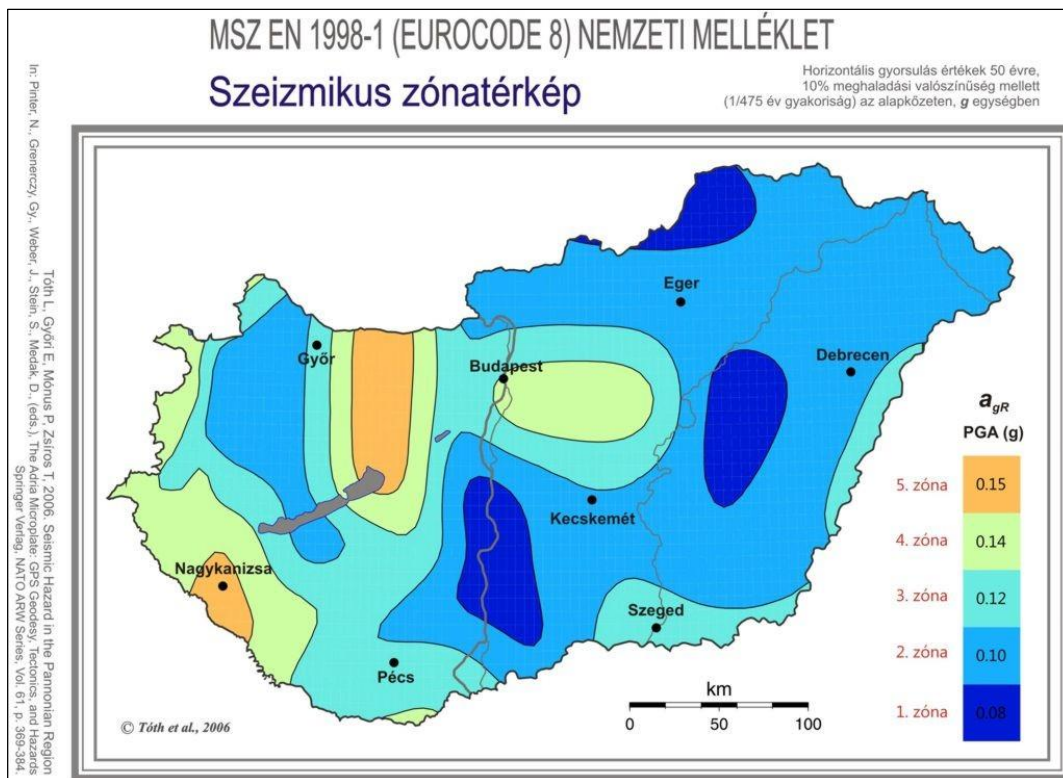 MSZ EN 1998-1 (EUROCODE 8) NEMZETI MELLÉKLET
Szeizmikus zónatérkép
Horizontális gyorsulás értékek 50 évre,
10% meghaladási valószínűség mellett
(1/475 év gyakoriság) az alapkőzeten, g egységben
Tóth L, Győri E, Mónus P, Zsíros T, 2006. Seismic Hazard in the Pannonian Region
In: Pinter, N., Grenerczy, Gy., Weber, J., Stein, S., Medak, D., (eds.), The Adria Microplate: GPS Geodesy, Tectonics, and Hazards
Springer Verlag, NATO ARW Series, Vol. 61, p. 369-384.
Eger
Győr
Budapest
Debrecen
Kecskemét
Nagykanizsa
Szeged
Pécs
agR
PGA (g)
5. zóna 0.15
4. zóna 0.14
3. zóna 0.12
2. zóna 0.10
1. zóna 0.08
km
0 50 100
© Tóth et al., 2006